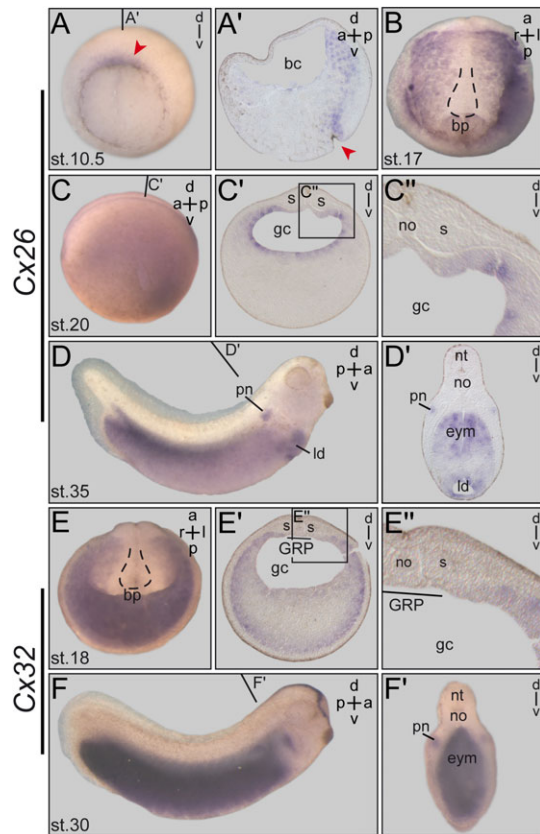 A
A'
d
v
st.10.5
A'
d
a p
v
bc
B
a
r l
p
bp
st.17
Cx26
C
C'
d
a p
v
st.20
C'
C"
d
v
s
s
gc
C"
d
v
no
s
gc
D
D'
d
p a
v
pn
ld
st.35
D'
d
v
nt
no
pn
eym
ld
Cx32
E
a
r l
p
bp
st.18
E'
E"
d
v
s
s
GRP
gc
E"
d
v
no
s
GRP
gc
F
F'
d
p a
v
st.30
F'
d
v
nt
no
pn
eym